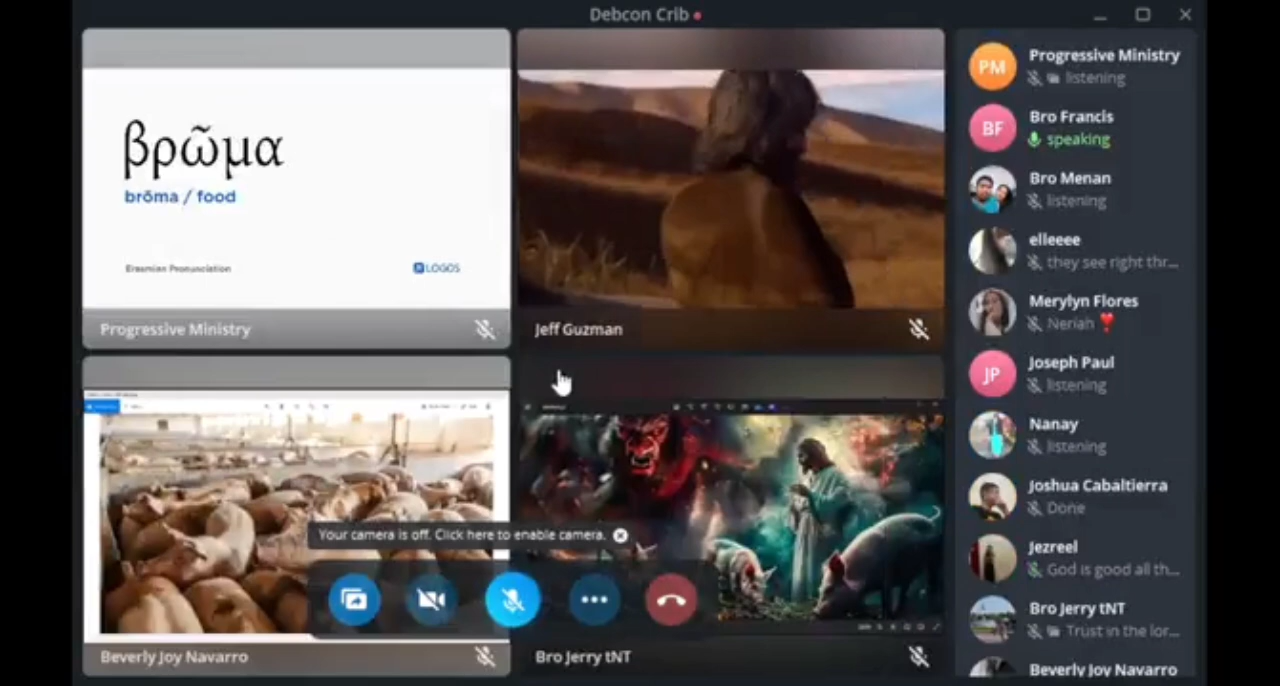 Debcon Crib
βρῶμα
brōma / food
Erasmian Pronunciation
LOGOS
Progressive Ministry
Jeff Guzman
Your camera is off. Click here to enable camera.
Beverly Joy Navarro
Bro Jerry tNT
PM
Progressive Ministry
listening
BF
Bro Francis
speaking
Bro Menan
listening
elleeee
they see right thr...
Merylyn Flores
Neriah❣️
JP
Joseph Paul
listening
Nanay
listening
Joshua Cabaltierra
Done
Jezreel
God is good all th...
Bro Jerry tNT
Trust in the lor...
Beverly Joy Navarro